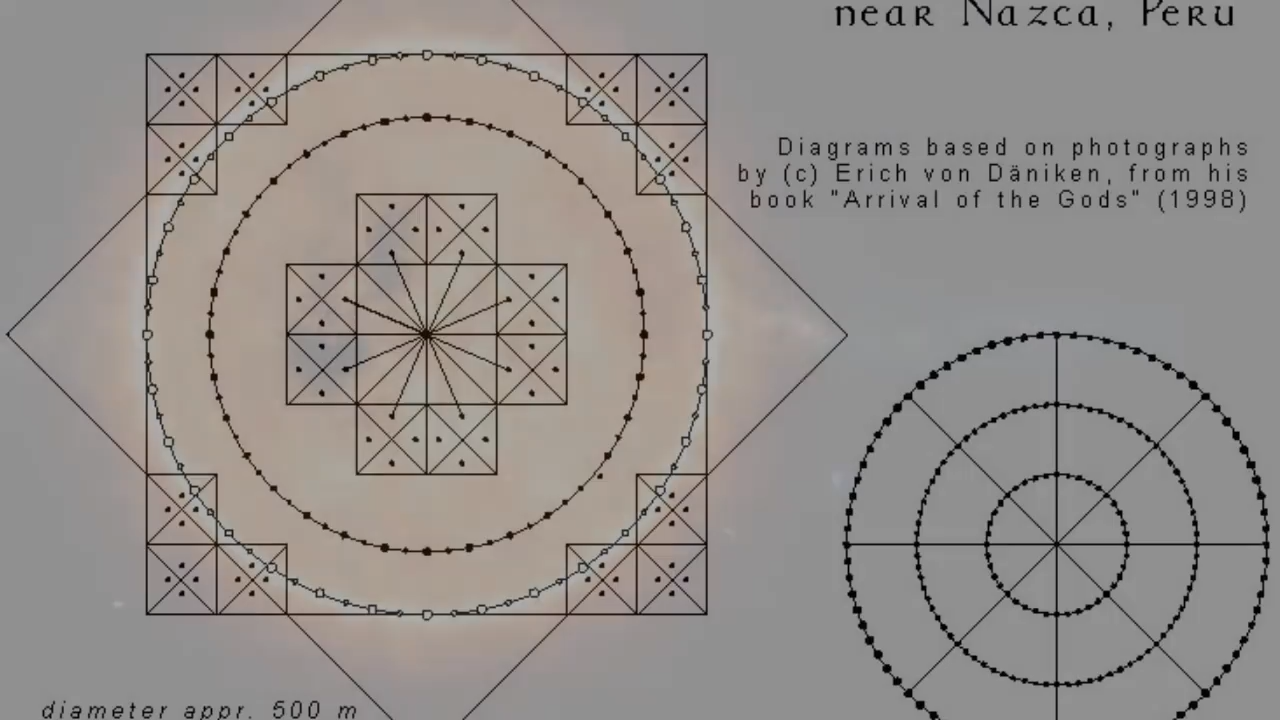 near Nazca, Peru
Diagrams based on photographs
by (c) Erich von Däniken, from his
book "Arrival of the Gods" (1998)
diameter appr. 500 m